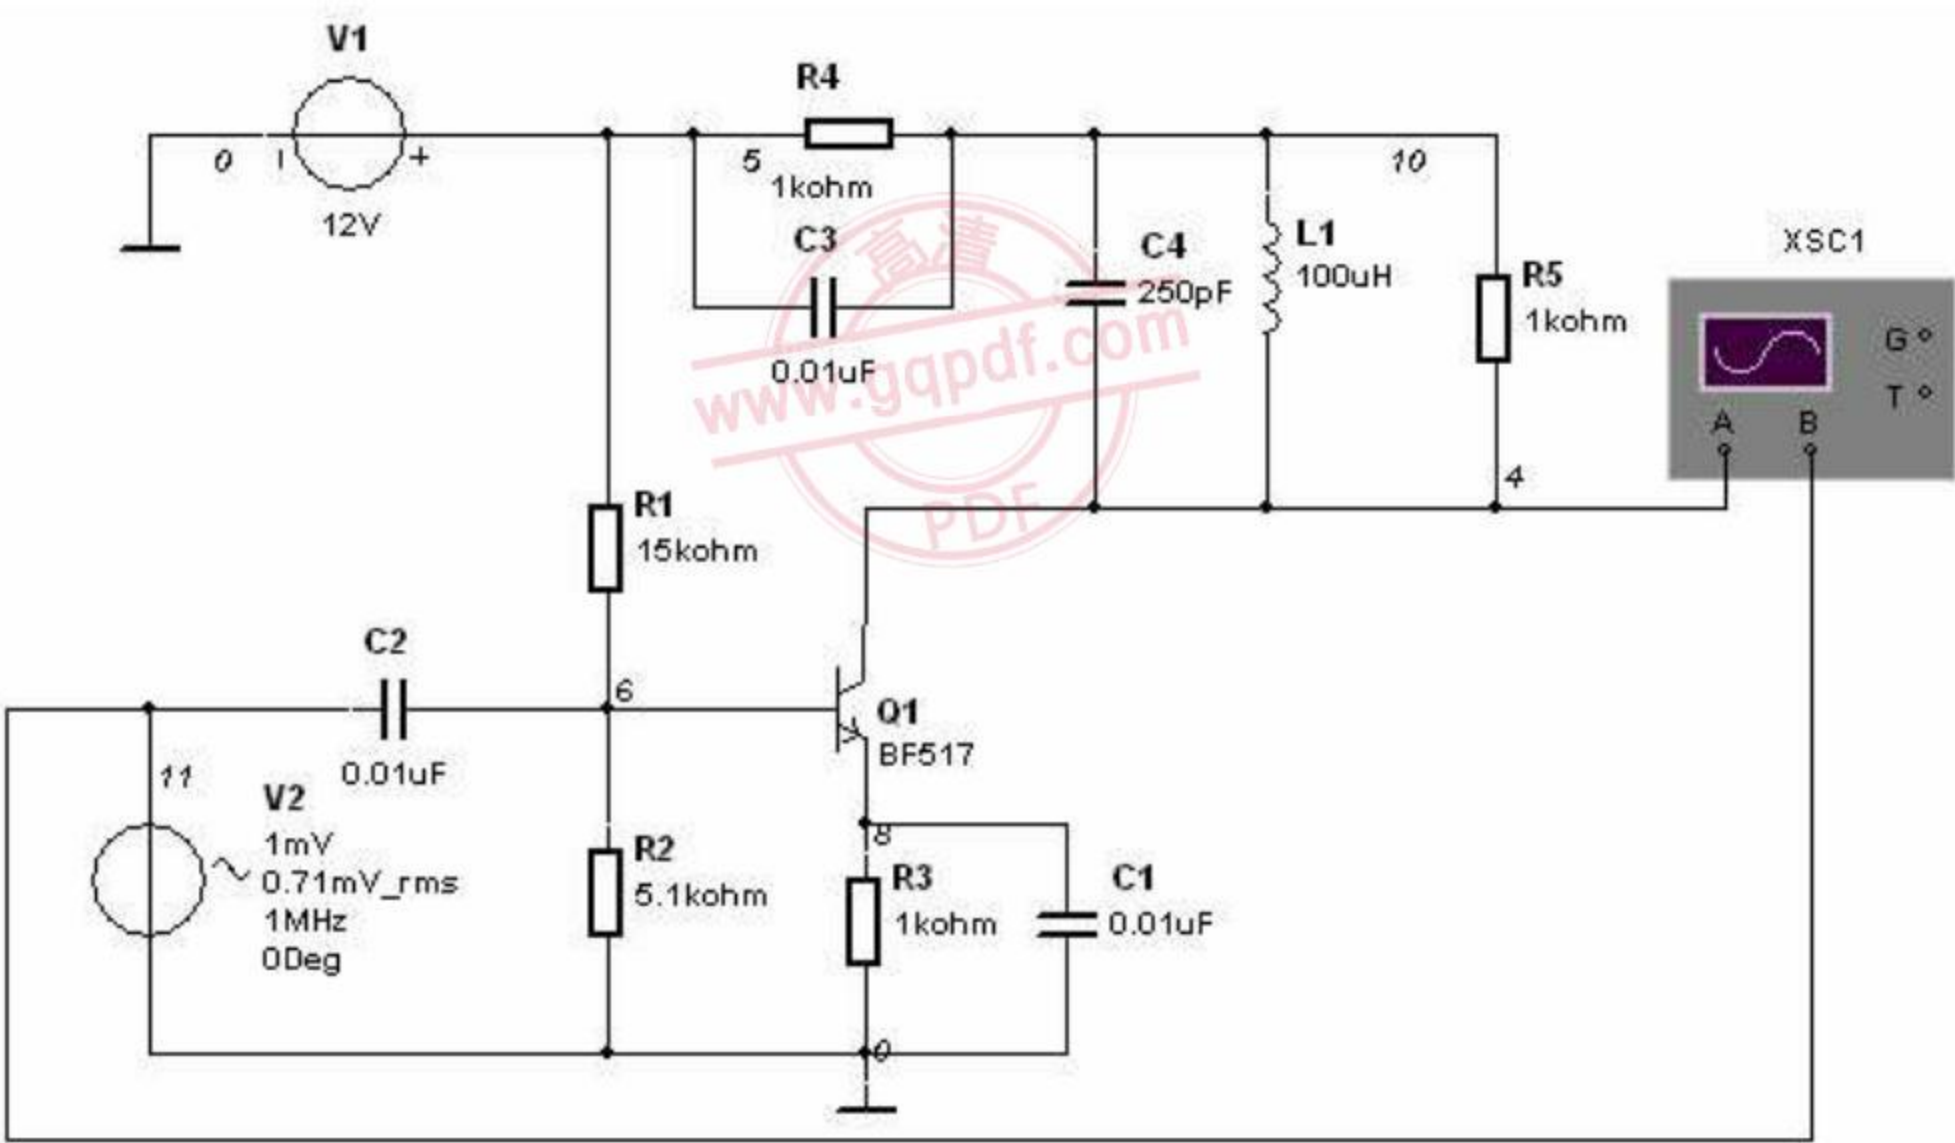 V1
0
+
12V
R4
5
1kohm
C3
0.01uF
10
C4
250pF
L1
100uH
R5
1kohm
XSC1
G
T
A
B
4
高清
www.gqpdf.com
PDF
R1
15kohm
C2
0.01uF
6
11
V2
1mV
0.71mV_rms
1MHz
0Deg
Q1
BF517
8
R2
5.1kohm
R3
1kohm
C1
0.01uF
0